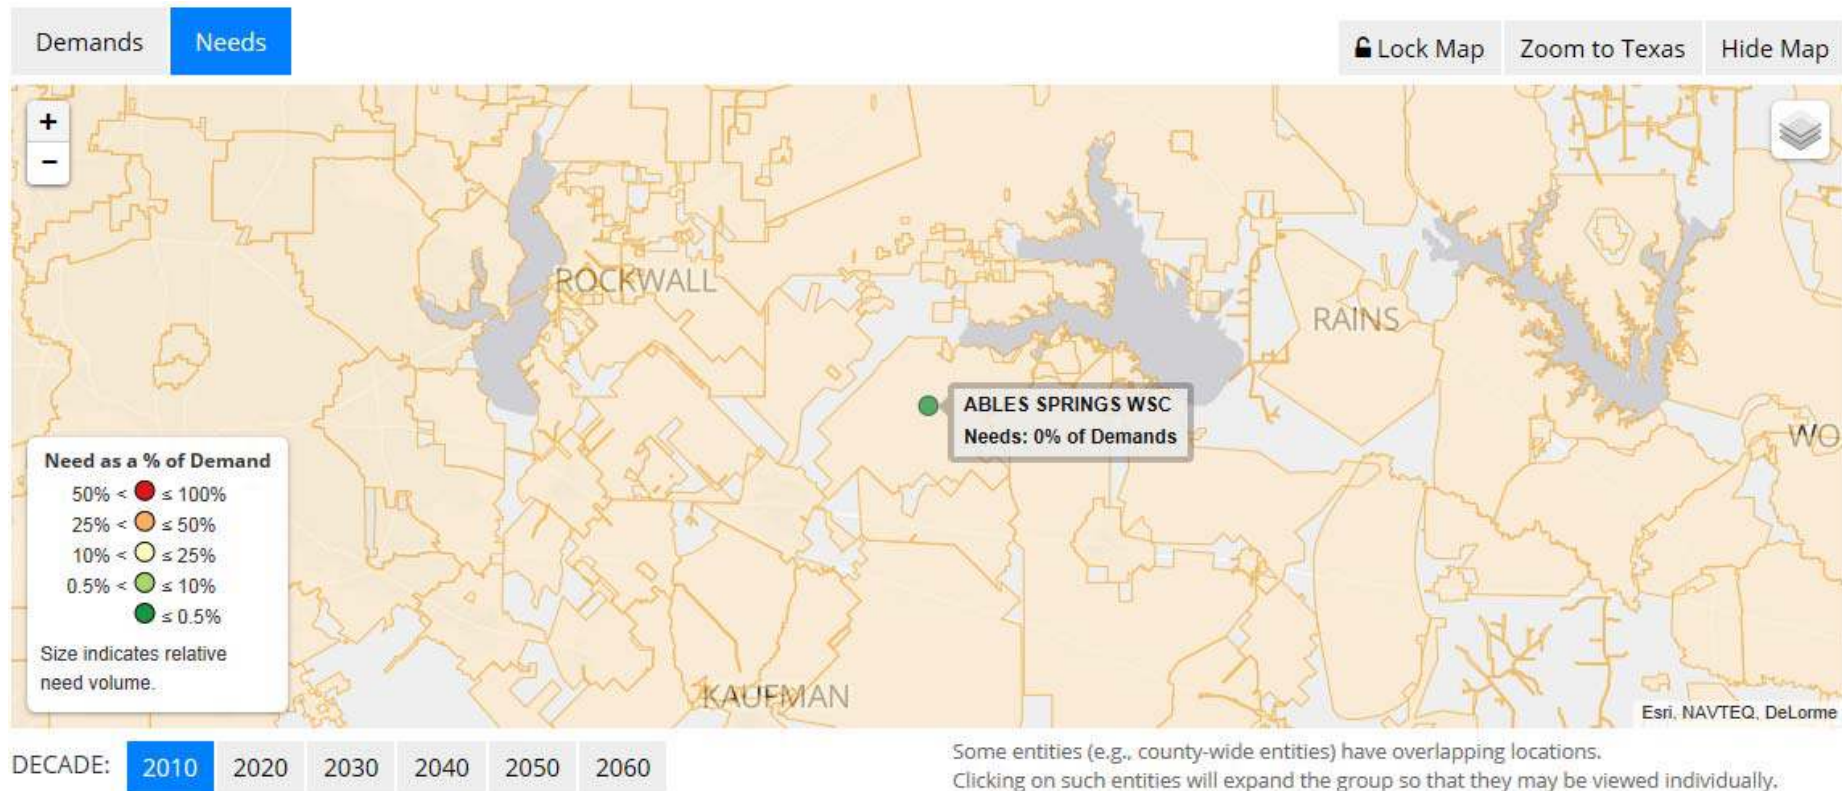 Demands Needs
Lock Map Zoom to Texas Hide Map
+
−
ROCKWALL
RAINS
ABLES SPRINGS WSC
Needs: 0% of Demands
WO
Need as a % of Demand
50% < ≤ 100%
25% < ≤ 50%
10% < ≤ 25%
0.5% < ≤ 10%
≤ 0.5%
Size indicates relative
need volume.
KAUFMAN
Esri, NAVTEQ, DeLorme
DECADE: 2010 2020 2030 2040 2050 2060
Some entities (e.g., county-wide entities) have overlapping locations.
Clicking on such entities will expand the group so that they may be viewed individually.